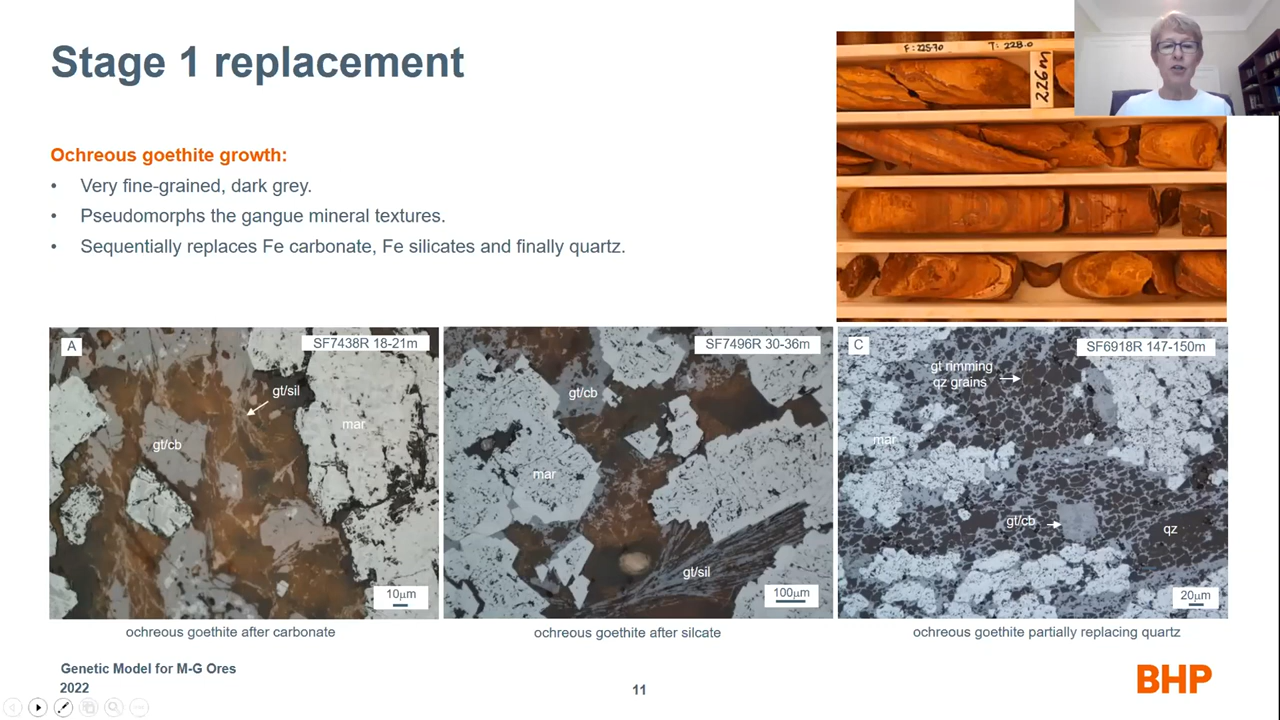 Stage 1 replacement
Ochreous goethite growth:
• Very fine-grained, dark grey.
• Pseudomorphs the gangue mineral textures.
• Sequentially replaces Fe carbonate, Fe silicates and finally quartz.
F: 225.70 T: 228.0
226m
A
SF7438R 18-21m
gt/sil
gt/cb
mar
10µm
SF7496R 30-36m
gt/cb
mar
gt/sil
100µm
C
SF6918R 147-150m
gt rimming
qz grains
mar
gt/cb
qz
20µm
ochreous goethite after carbonate
ochreous goethite after silcate
ochreous goethite partially replacing quartz
Genetic Model for M-G Ores
2022
11
BHP